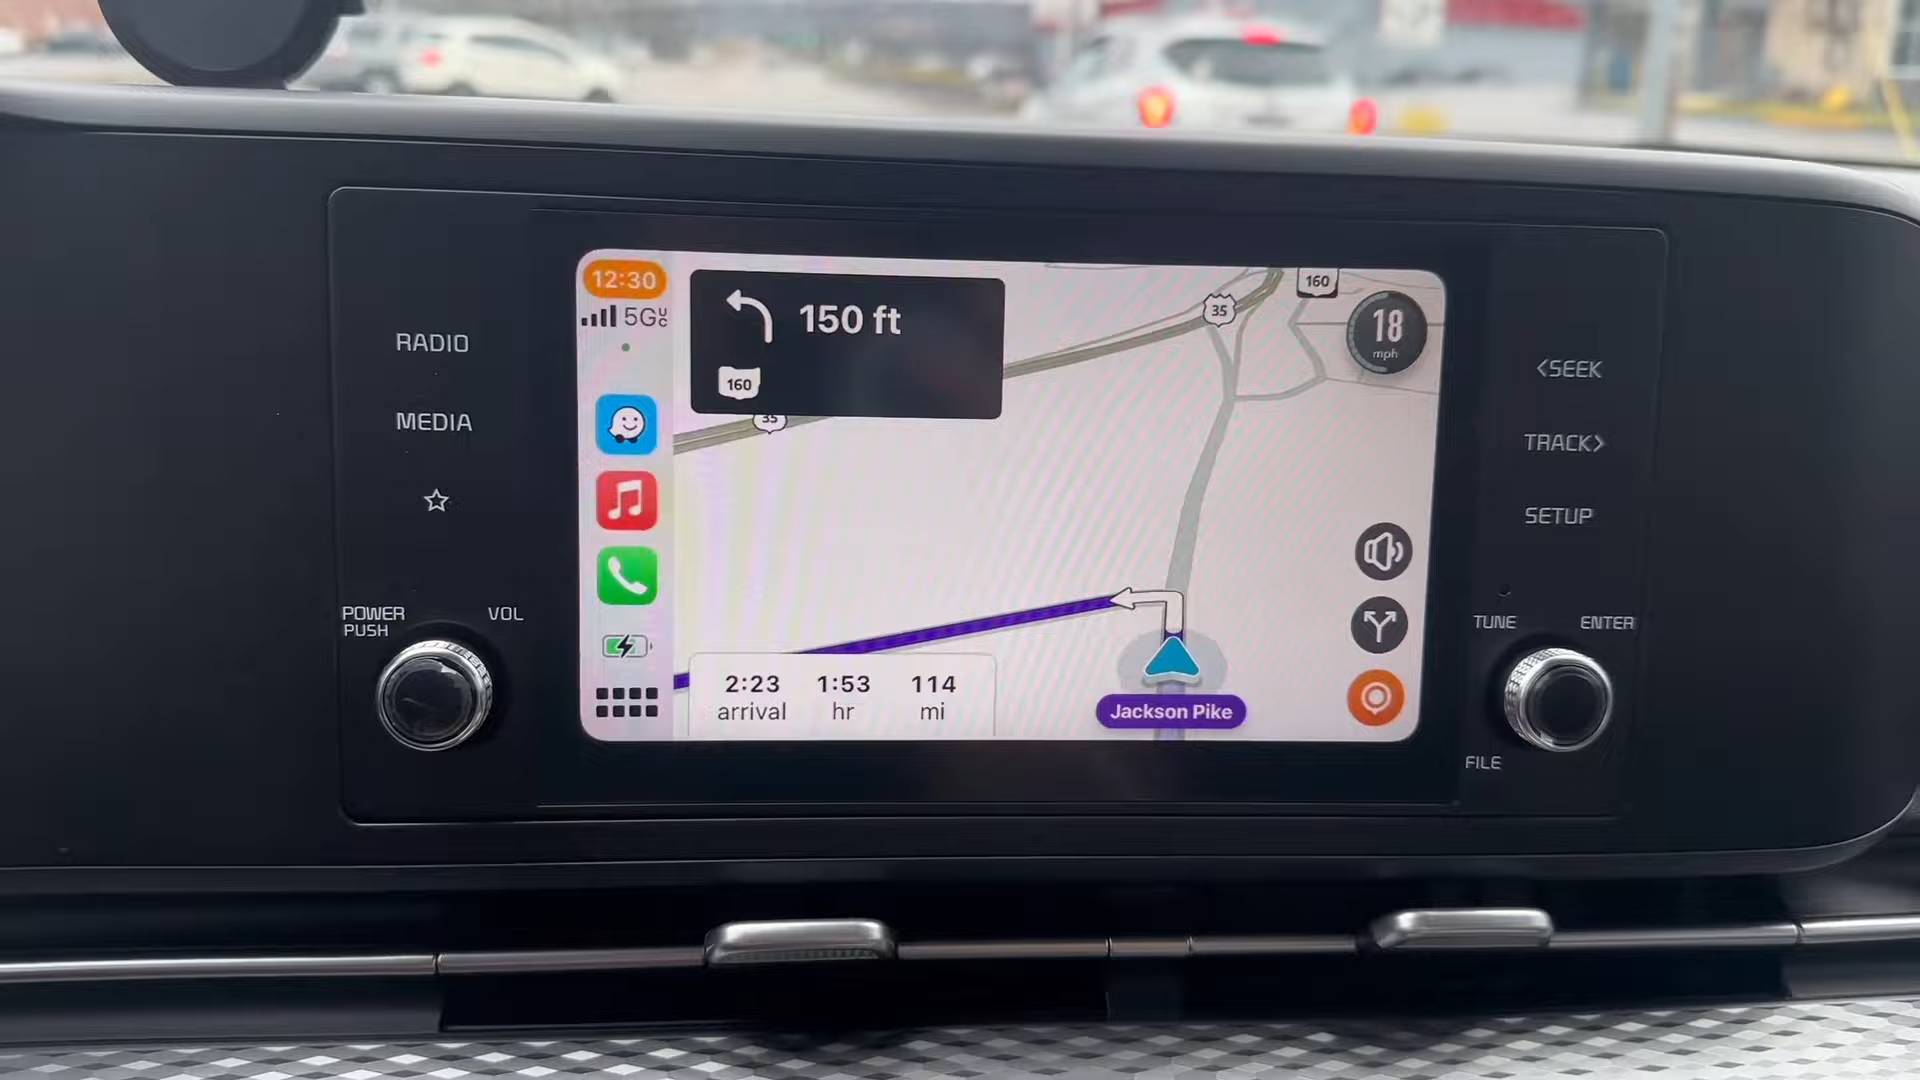 RADIO
MEDIA
POWER
PUSH
VOL
12:30
5G UC
150 ft
160
35
35
160
18
mph
2:23 1:53 114
arrival hr mi
Jackson Pike
<SEEK
TRACK>
SETUP
TUNE
ENTER
FILE